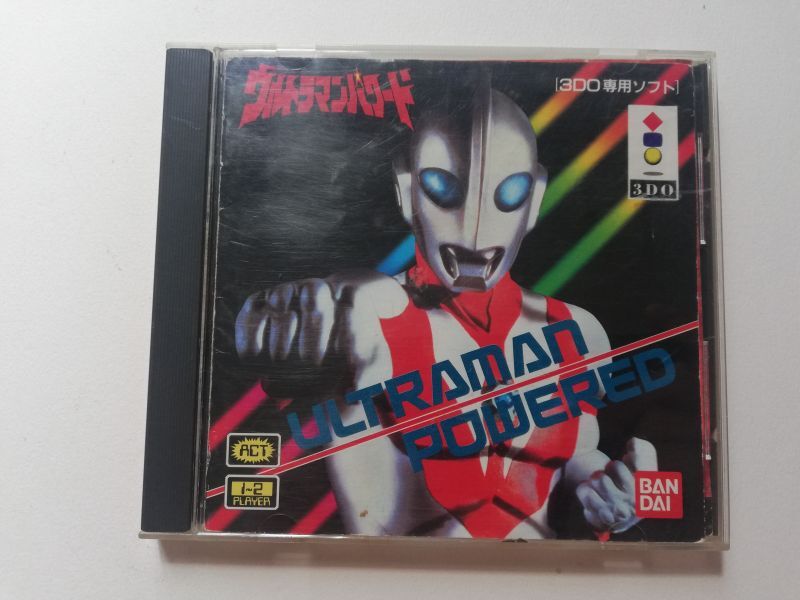 ウルトラマンパワード
[3DO専用ソフト]
3DO
ULTRAMAN
POWERED
ACT
1~2
PLAYER
BAN
DAI